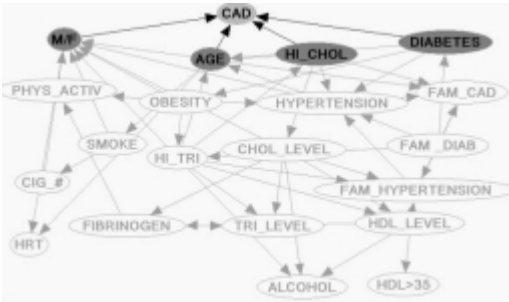 CAD
M/F
AGE
HI_CHOL
DIABETES
PHYS_ACTIV
OBESITY
HYPERTENSION
FAM_CAD
SMOKE
HI_TRI
CHOL_LEVEL
FAM_DIAB
CIG_#
FAM_HYPERTENSION
FIBRINOGEN
TRI_LEVEL
HDL_LEVEL
HRT
ALCOHOL
HDL>35